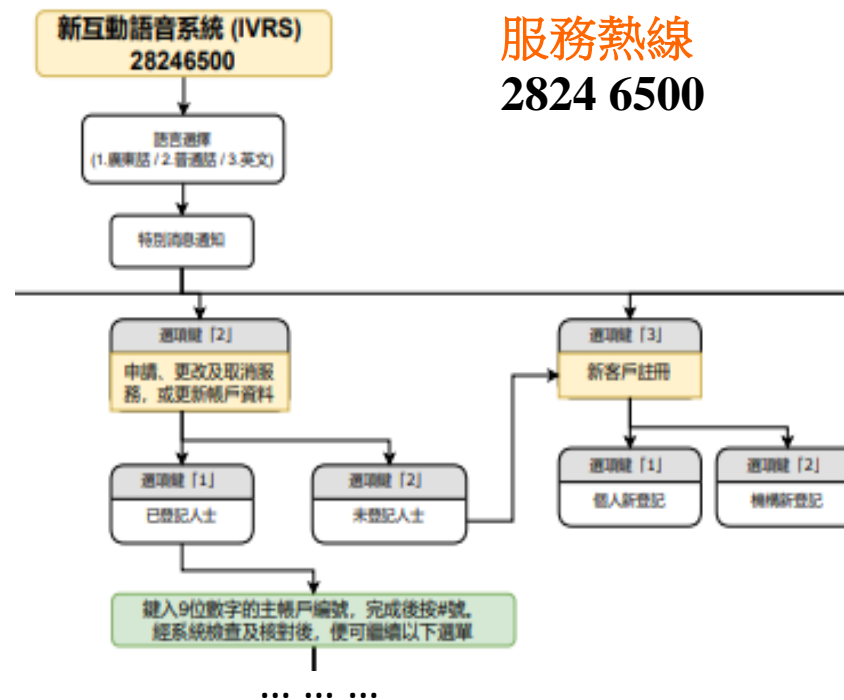 新互動語音系統 (IVRS)
28246500
服務熱線
2824 6500
語言選擇
(1.廣東話 / 2.普通話 / 3.英文)
特別消息通知
選項鍵「2」
申請、更改及取消服
務，或更新帳戶資料
選項鍵「3」
新客戶註冊
選項鍵「1」
已登記人士
選項鍵「2」
未登記人士
選項鍵「1」
個人新登記
選項鍵「2」
機構新登記
鍵入9位數字的主帳戶編號，完成後按#號。
經系統檢查及核對後，便可繼續以下選單
... ... ...